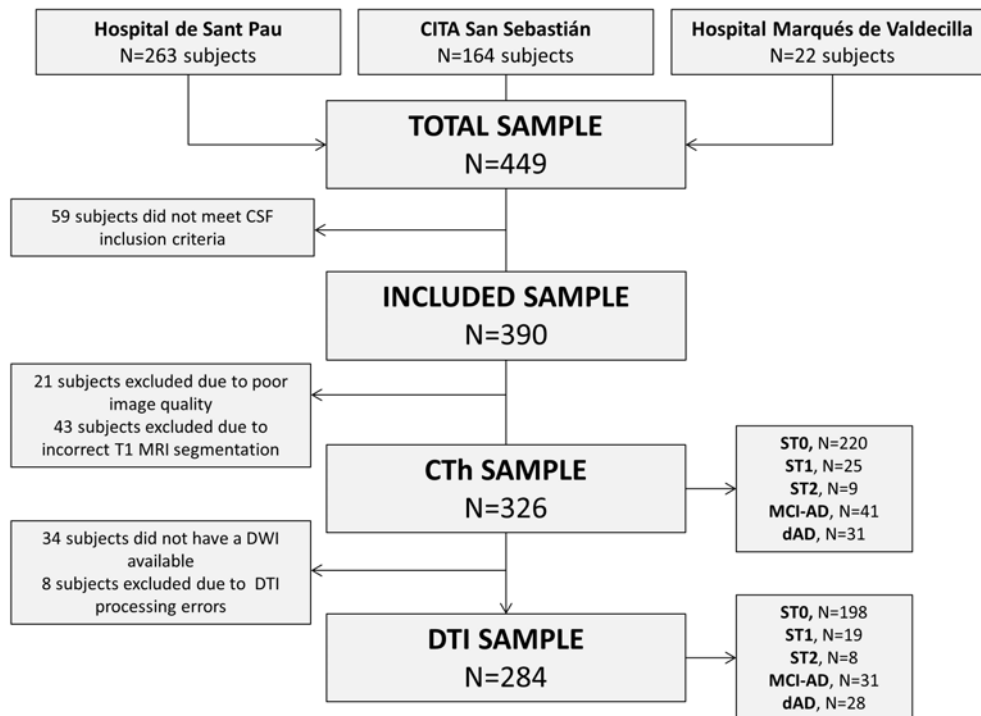 Hospital de Sant Pau
N=263 subjects
CITA San Sebastián
N=164 subjects
Hospital Marqués de Valdecilla
N=22 subjects
TOTAL SAMPLE
N=449
59 subjects did not meet CSF
inclusion criteria
INCLUDED SAMPLE
N=390
21 subjects excluded due to poor
image quality
43 subjects excluded due to
incorrect T1 MRI segmentation
CTh SAMPLE
N=326
ST0, N=220
ST1, N=25
ST2, N=9
MCI-AD, N=41
dAD, N=31
34 subjects did not have a DWI
available
8 subjects excluded due to DTI
processing errors
DTI SAMPLE
N=284
ST0, N=198
ST1, N=19
ST2, N=8
MCI-AD, N=31
dAD, N=28